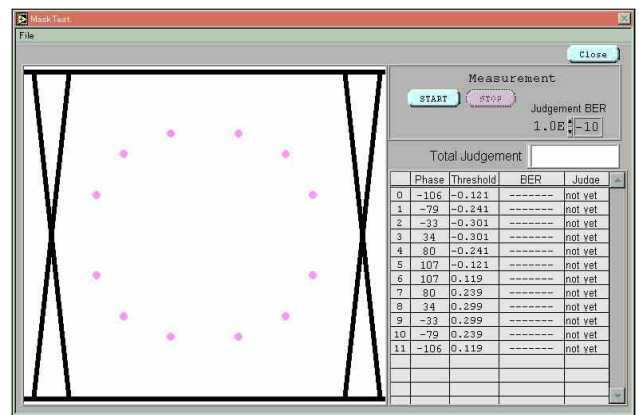 MaskTest
File
Close
Measurement
START STOP
Judgement BER
1.0E -10
Total Judgement
Phase Threshold BER Judge
0 -106 -0.121 ------- not yet
1 -79 -0.241 ------- not yet
2 -33 -0.301 ------- not yet
3 34 -0.301 ------- not yet
4 80 -0.241 ------- not yet
5 107 -0.121 ------- not yet
6 107 0.119 ------- not yet
7 80 0.239 ------- not yet
8 34 0.299 ------- not yet
9 -33 0.299 ------- not yet
10 -79 0.239 ------- not yet
11 -106 0.119 ------- not yet